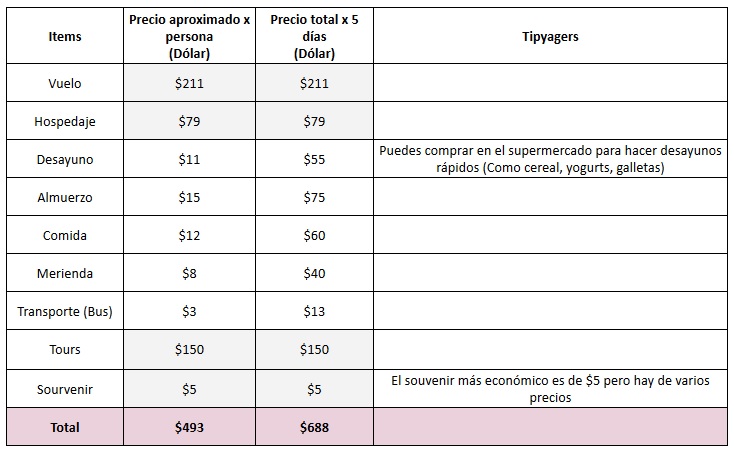 Items Precio aproximado x persona (Dólar) Precio total x 5 días (Dólar) Tipyagers
Vuelo $211 $211
Hospedaje $79 $79
Desayuno $11 $55 Puedes comprar en el supermercado para hacer desayunos rápidos (Como cereal, yogurts, galletas)
Almuerzo $15 $75
Comida $12 $60
Merienda $8 $40
Transporte (Bus) $3 $13
Tours $150 $150
Sourvenir $5 $5 El souvenir más económico es de $5 pero hay de varios precios
Total $493 $688